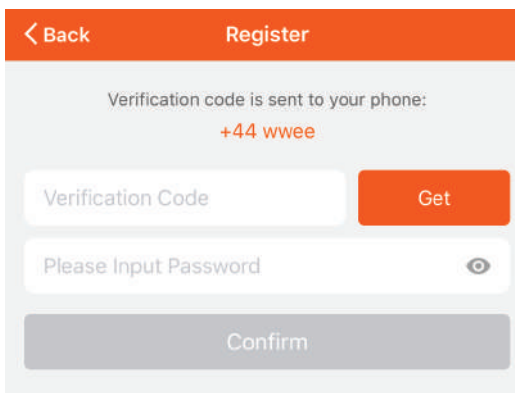 Back
Register
Verification code is sent to your phone:
+44 wwee
Verification Code
Get
Please Input Password
Confirm